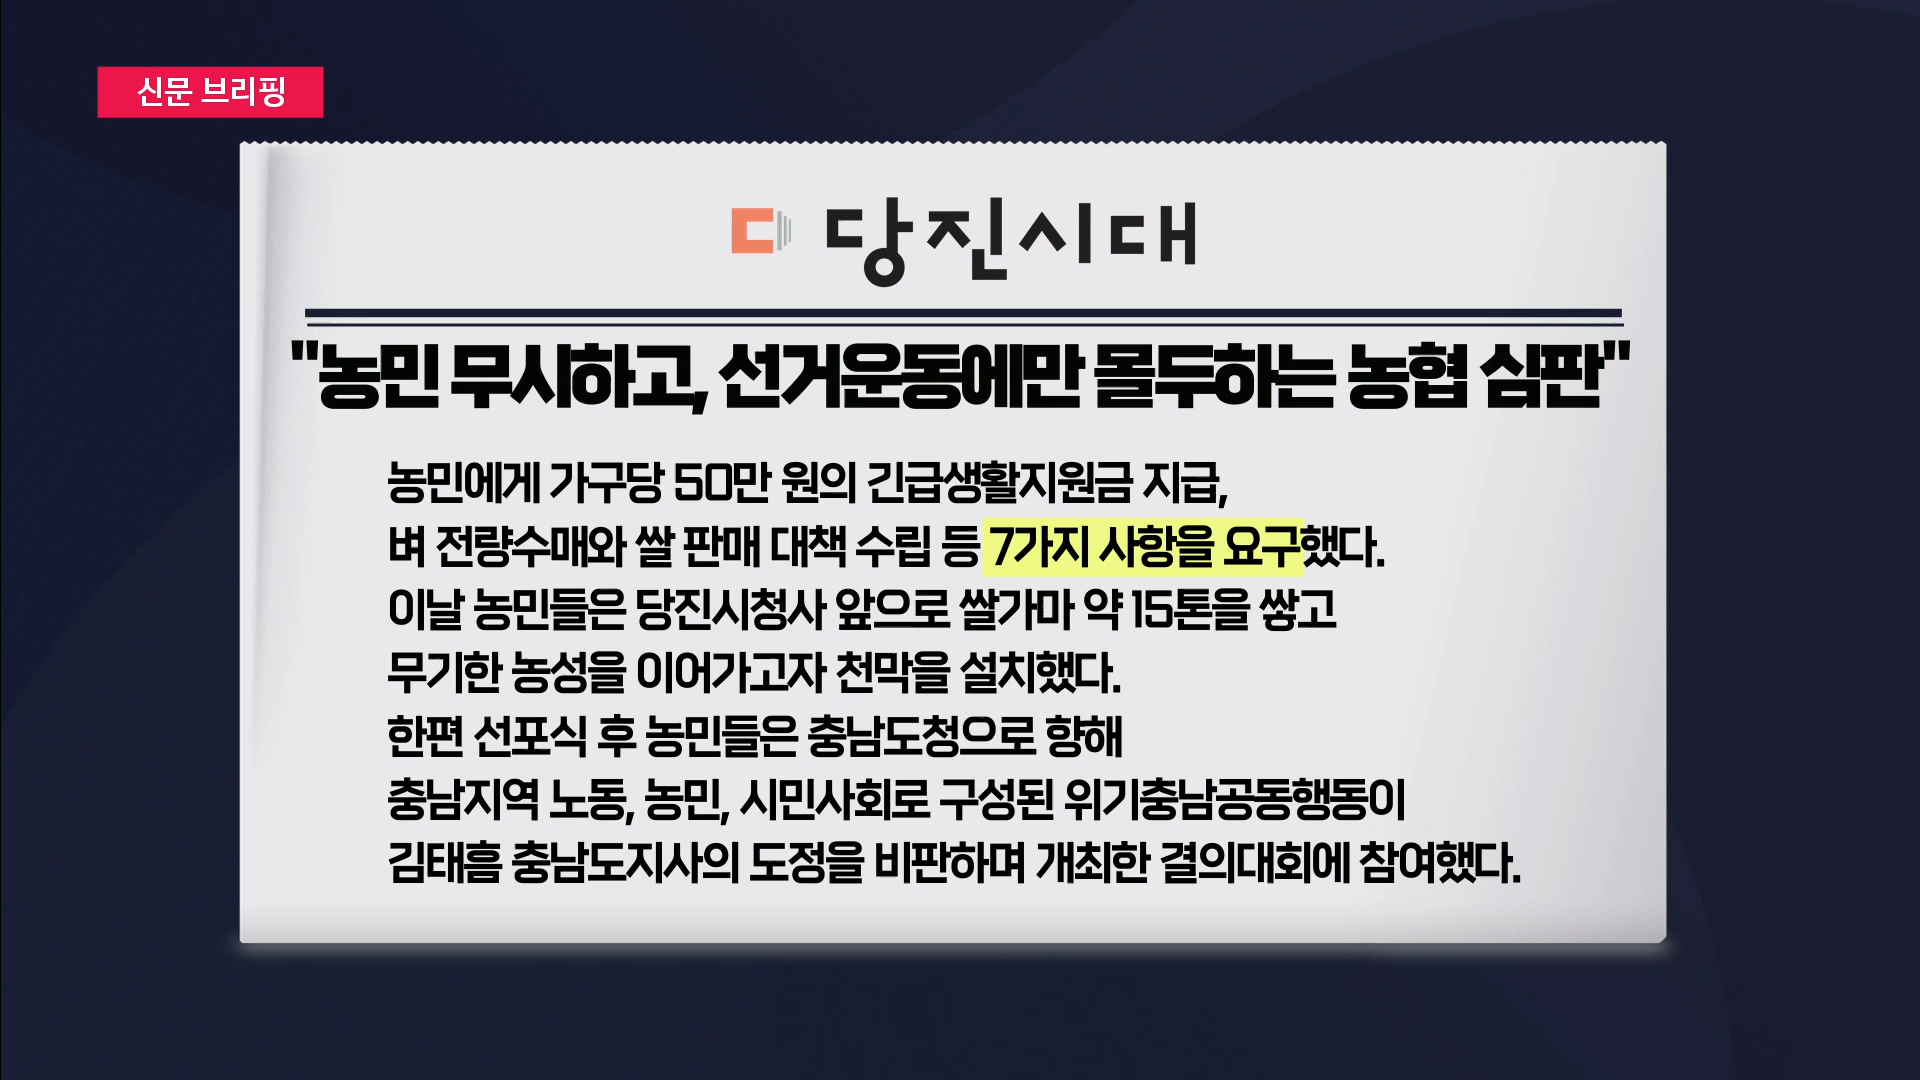 신문 브리핑
당진시대
"농민 무시하고, 선거운동에만 몰두하는 농협 심판"
농민에게 가구당 50만 원의 긴급생활지원금 지급,
벼 전량수매와 쌀 판매 대책 수립 등 7가지 사항을 요구했다.
이날 농민들은 당진시청사 앞으로 쌀가마 약 15톤을 쌓고
무기한 농성을 이어가고자 천막을 설치했다.
한편 선포식 후 농민들은 충남도청으로 향해
충남지역 노동, 농민, 시민사회로 구성된 위기충남공동행동이
김태흠 충남도지사의 도정을 비판하며 개최한 결의대회에 참여했다.